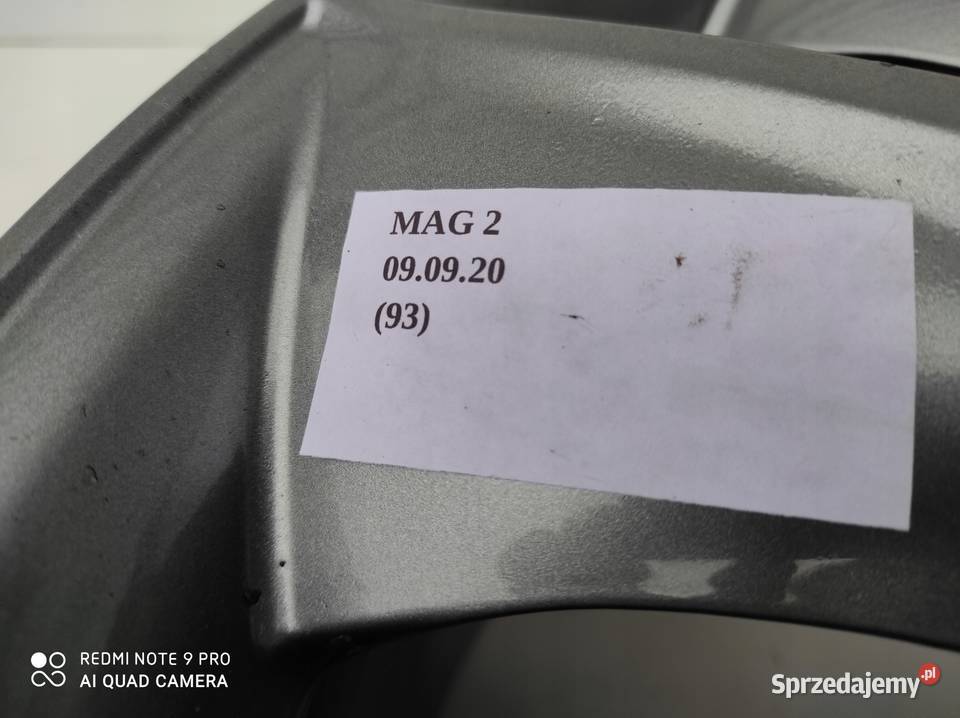 MAG 2
09.09.20
(93)
REDMI NOTE 9 PRO
AI QUAD CAMERA
Sprzedajemy.pl